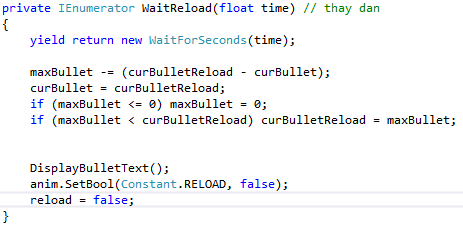 private IEnumerator WaitReload(float time) // thay dan
{
yield return new WaitForSeconds(time);
maxBullet -= (curBulletReload - curBullet);
curBullet = curBulletReload;
if (maxBullet <= 0) maxBullet = 0;
if (maxBullet < curBulletReload) curBulletReload = maxBullet;
DisplayBulletText();
anim.SetBool(Constant.RELOAD, false);
reload = false;
}